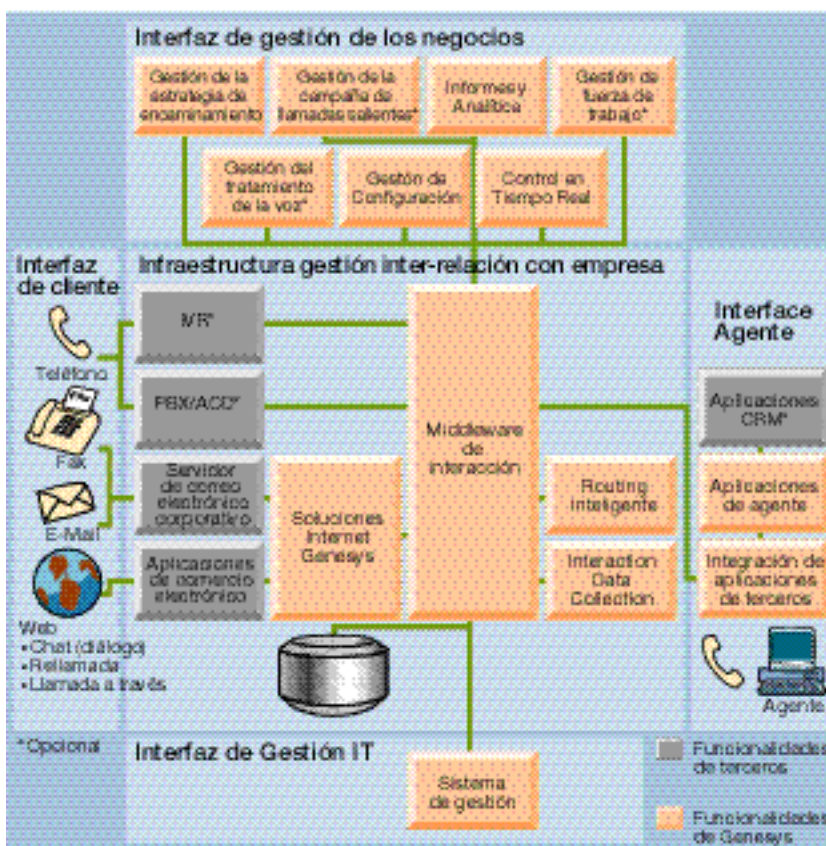 Interfaz de gestión de los negocios
Gestión de la
estrategia de
encaminamiento
Gestión de la
campaña de
llamadas salientes*
Informes y
Analítica
Gestión de
fuerza de
trabajo*
Gestión del
tratamiento
de la voz*
Gestión de
Configuración
Control en
Tiempo Real
Interfaz
de cliente
Infraestructura gestión inter-relación con empresa
Interface
Agente
Teléfono
Fax
E-Mail
Web
•Chat (diálogo)
•Rellamada
•Llamada a través
PBX/ACD*
Servidor
de correo
electrónico
corporativo
Aplicaciones
de comercio
electrónico
Soluciones
Internet
Genesys
Middleware
de
interacción
Routing
inteligente
Interaction
Data
Collection
Aplicaciones
CRM*
Aplicaciones
de agente
Integración de
aplicaciones
de terceros
Agente
*Opcional
Interfaz de Gestión IT
Sistema
de gestión
Funcionalidades
de terceros
Funcionalidades
de Genesys